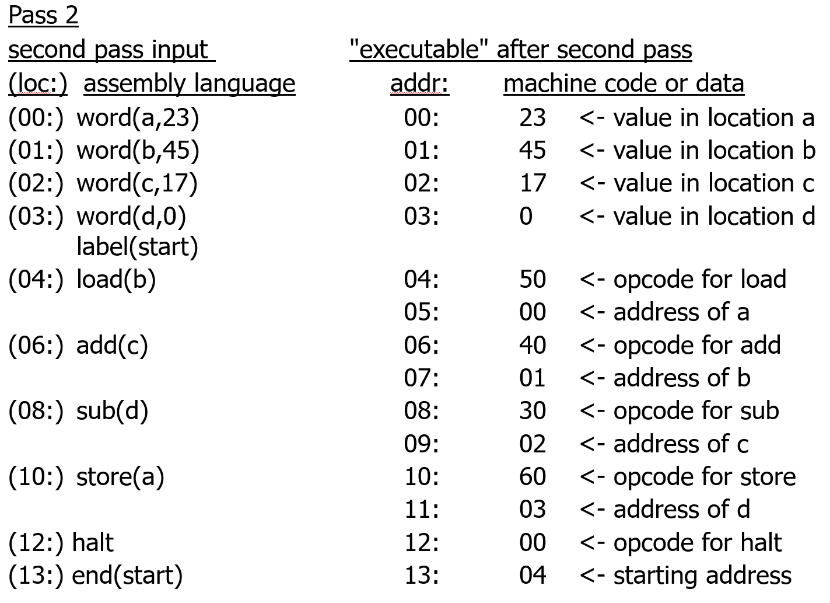 Pass 2
second pass input "executable" after second pass
(loc:) assembly language addr: machine code or data
(00:) word(a,23) 00: 23 <- value in location a
(01:) word(b,45) 01: 45 <- value in location b
(02:) word(c,17) 02: 17 <- value in location c
(03:) word(d,0) 03: 0 <- value in location d
label(start)
(04:) load(b) 04: 50 <- opcode for load
05: 00 <- address of a
(06:) add(c) 06: 40 <- opcode for add
07: 01 <- address of b
(08:) sub(d) 08: 30 <- opcode for sub
09: 02 <- address of c
(10:) store(a) 10: 60 <- opcode for store
11: 03 <- address of d
(12:) halt 12: 00 <- opcode for halt
(13:) end(start) 13: 04 <- starting address